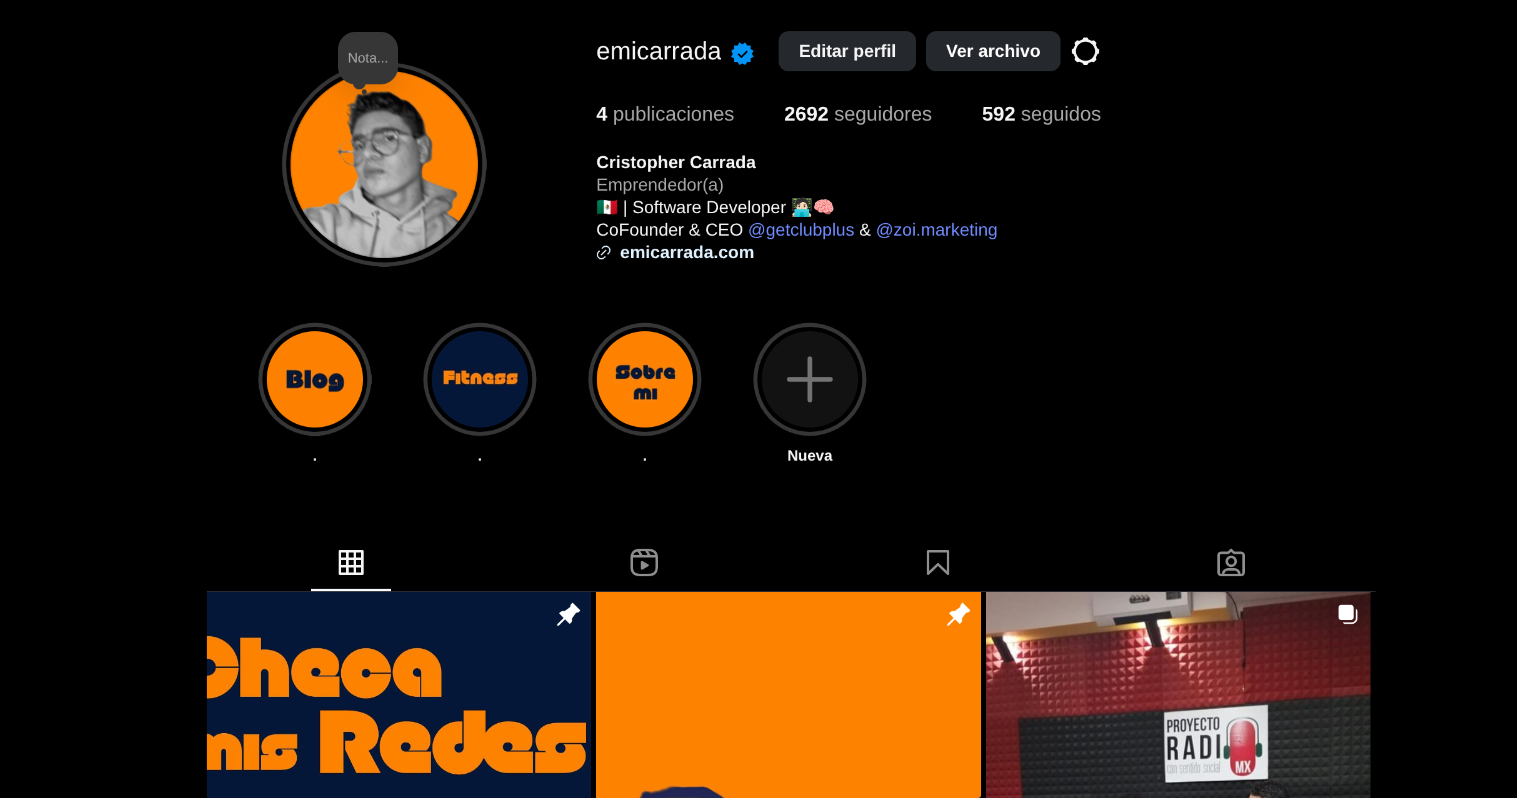 Nota...
emicarrada
Editar perfil
Ver archivo
4 publicaciones
2692 seguidores
592 seguidos
Cristopher Carrada
Emprendedor(a)
🇲🇽 | Software Developer 🧑🏻‍💻🧠
CoFounder & CEO @getclubplus & @zoi.marketing
emicarrada.com
Blog
Fitness
Sobre
mi
.
.
.
Nueva
Checa
mis Redes
PROYECTO
RADI
con sentido social
MX